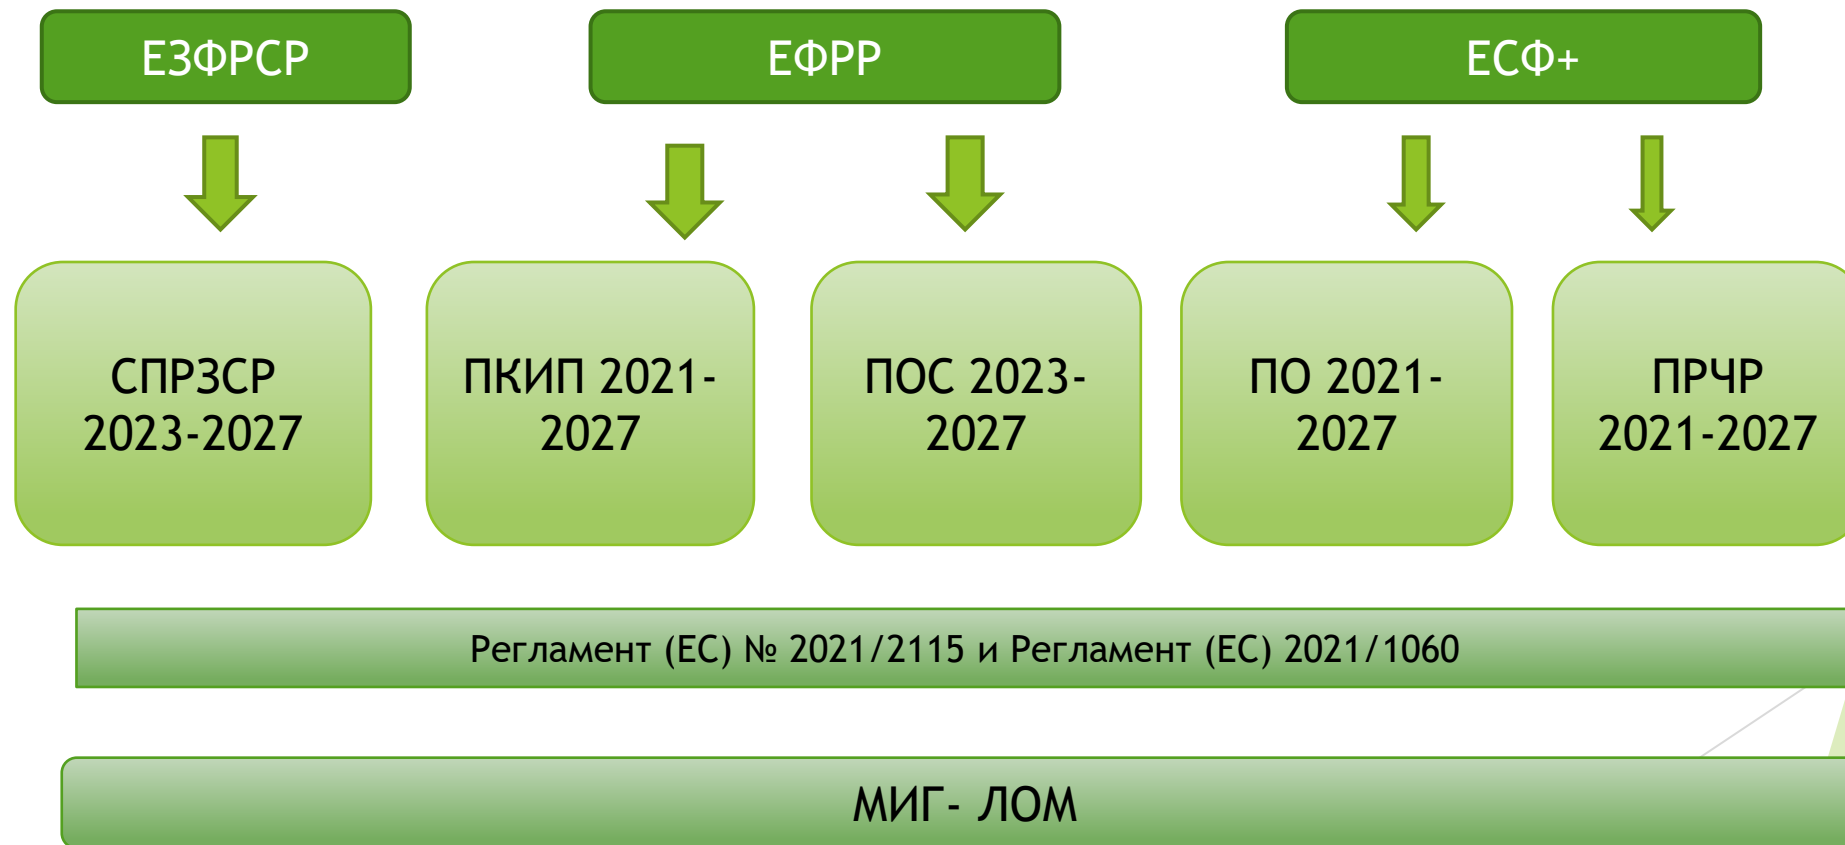 ЕЗФРСР
ЕФРР
ЕСФ+
СПРЗСР
2023-2027
ПКИП 2021-
2027
ПОС 2023-
2027
ПО 2021-
2027
ПРЧР
2021-2027
Регламент (ЕС) № 2021/2115 и Регламент (ЕС) 2021/1060
МИГ- ЛОМ